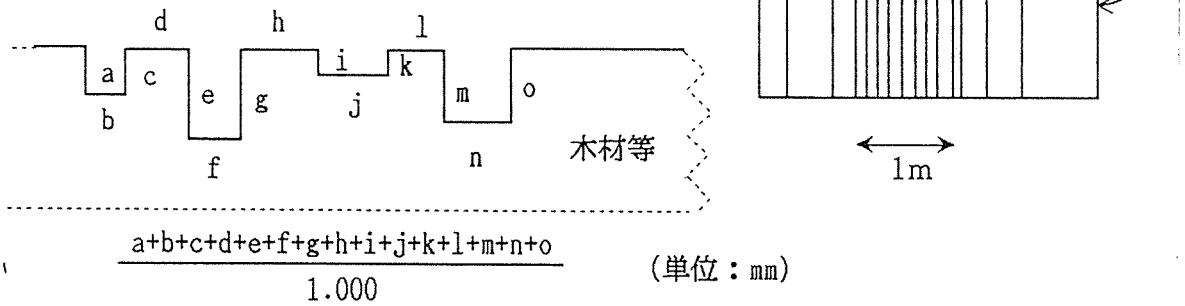 d h l
a c e g i k m o
b j
f n 木材等
1m
a+b+c+d+e+f+g+h+i+j+k+l+m+n+o
1.000
(単位：mm)